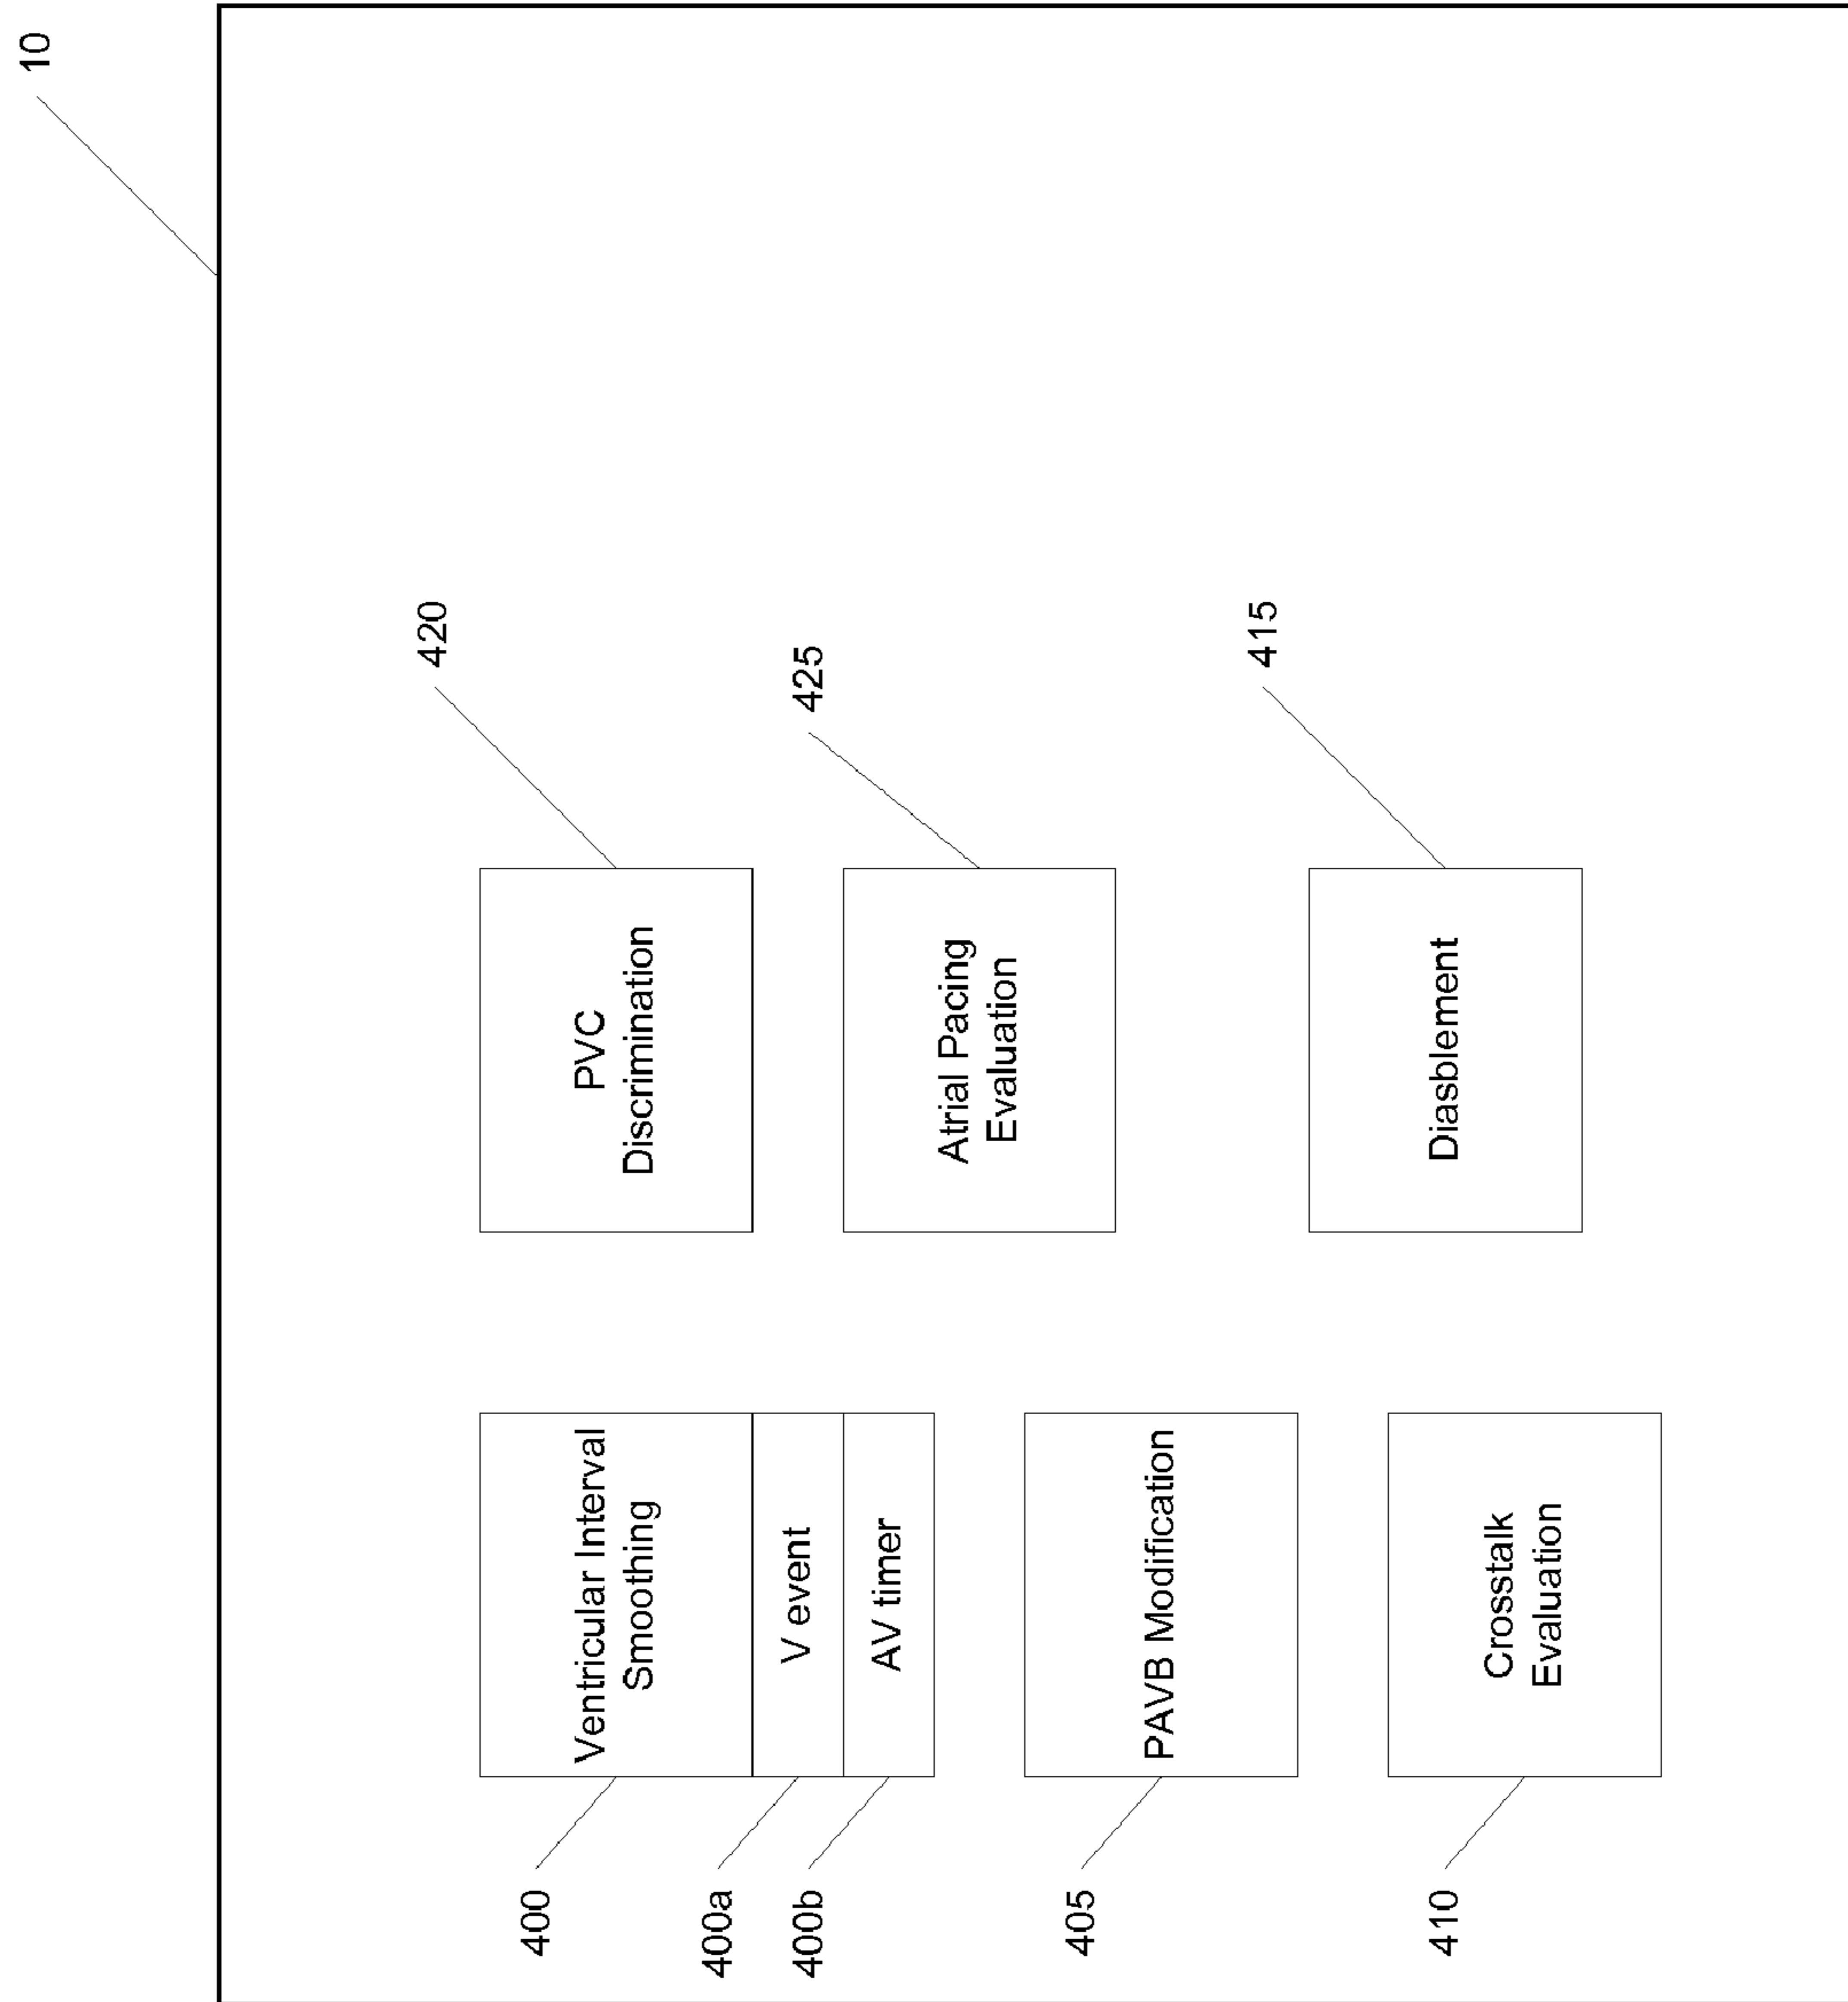 10
400
Ventricular Interval
Smoothing
400a
V event
400b
AV timer
405
PAVB Modification
410
Crosstalk
Evaluation
PVC
Discrimination
420
Atrial Pacing
Evaluation
425
Diasblement
415